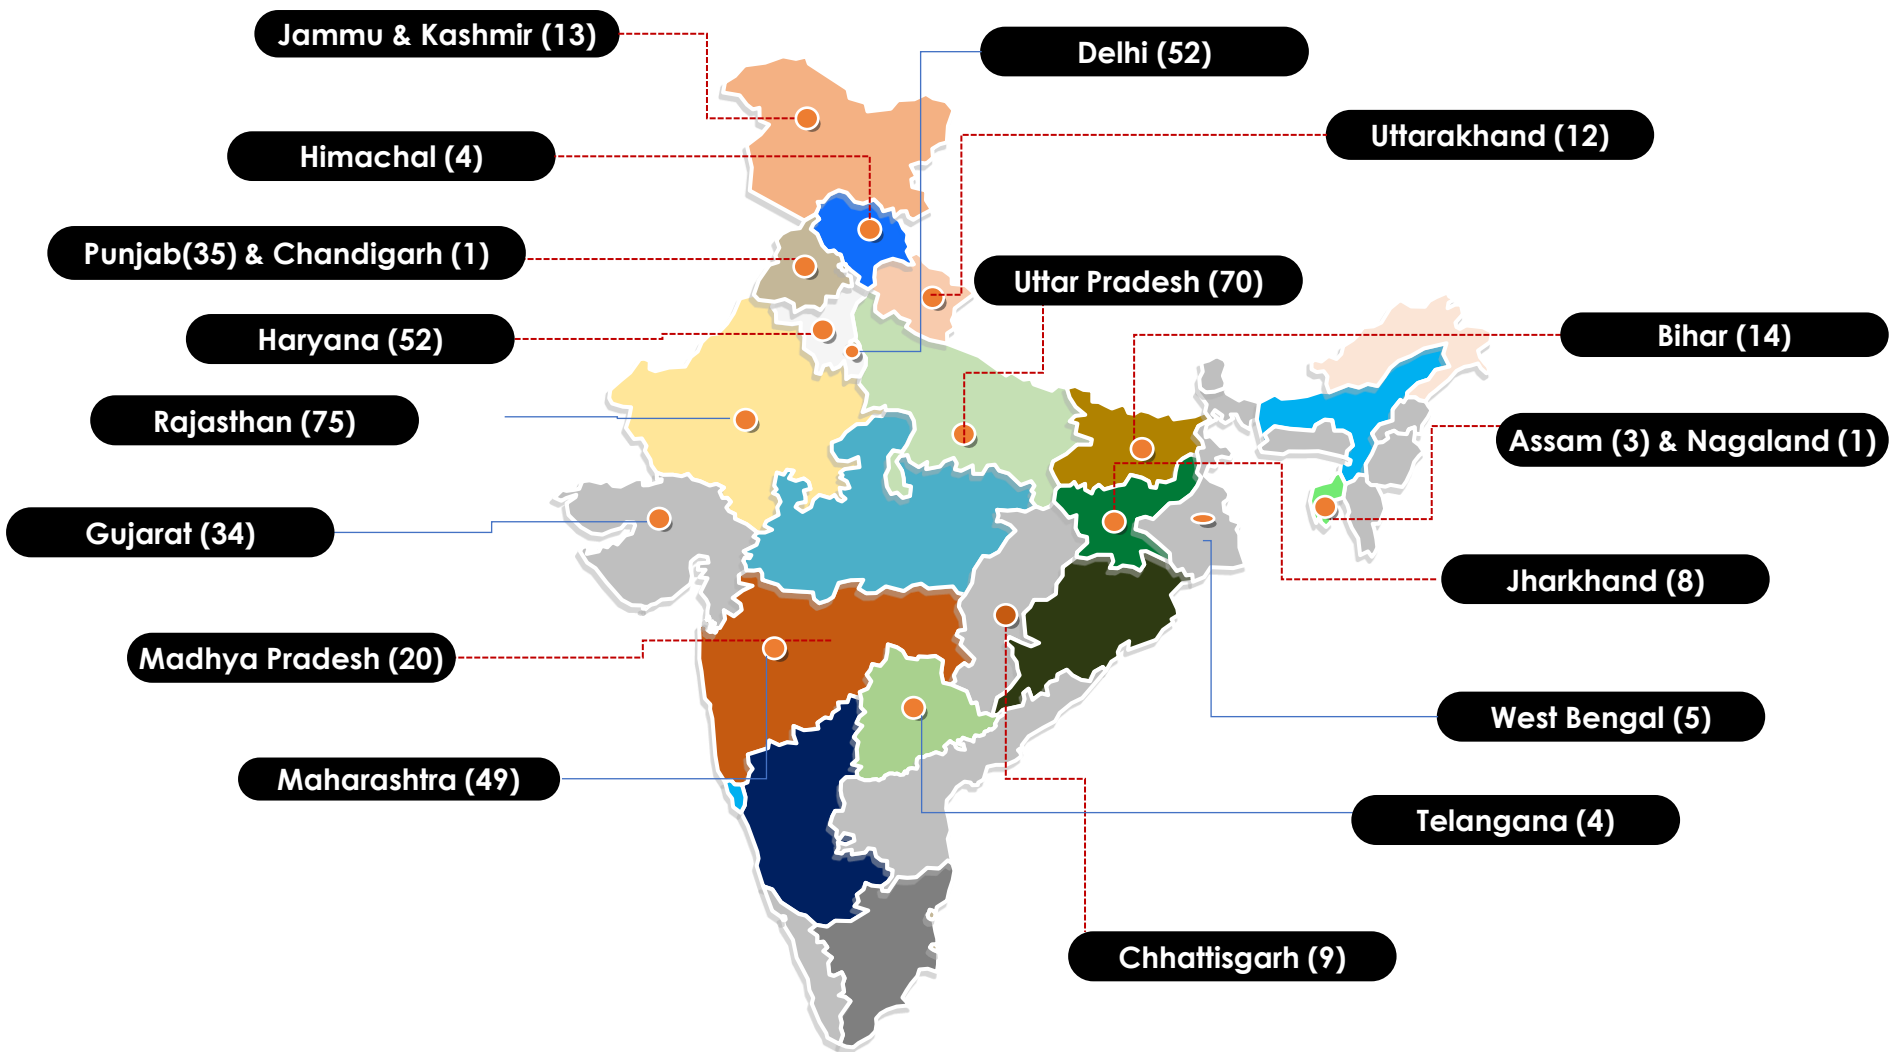 Jammu & Kashmir (13)
Delhi (52)
Uttarakhand (12)
Himachal (4)
Punjab(35) & Chandigarh (1)
Uttar Pradesh (70)
Haryana (52)
Bihar (14)
Rajasthan (75)
Assam (3) & Nagaland (1)
Gujarat (34)
Jharkhand (8)
Madhya Pradesh (20)
West Bengal (5)
Maharashtra (49)
Telangana (4)
Chhattisgarh (9)